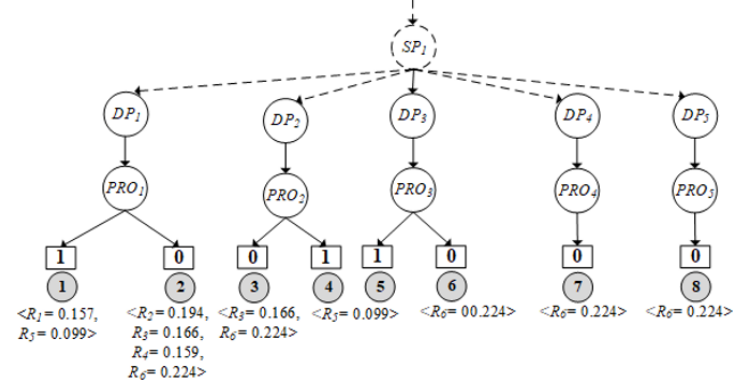 SP1
DP1 DP2 DP3 DP4 DP5
PRO1 PRO2 PRO3 PRO4 PRO5
1 0 0 1 1 0 0 0
1 2 3 4 5 6 7 8
<R1= 0.157, <R2= 0.194, <R3= 0.166, <R5= 0.099> <R6= 00.224> <R6= 0.224> <R6= 0.224>
R5= 0.099> R3= 0.166, R6= 0.224>
R4= 0.159,
R6= 0.224>